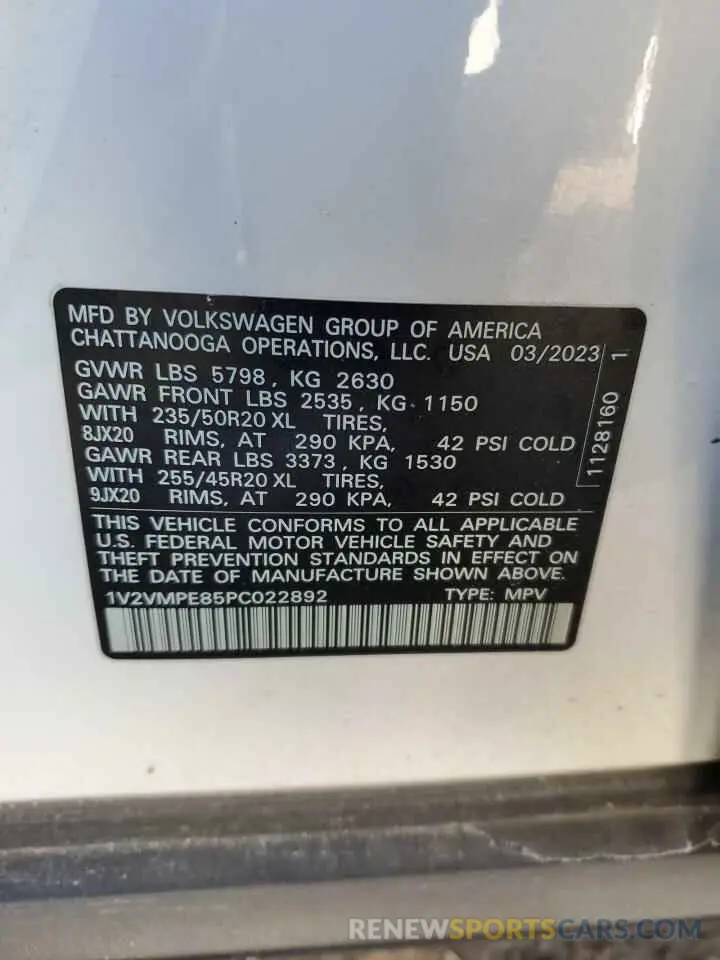 MFD BY VOLKSWAGEN GROUP OF AMERICA
CHATTANOOGA OPERATIONS, LLC. USA 03/2023
GVWR LBS 5798, KG 2630
GAWR FRONT LBS 2535, KG 1150
WITH 235/50R20 XL TIRES,
8JX20 RIMS, AT 290 KPA, 42 PSI COLD
GAWR REAR LBS 3373, KG 1530
WITH 255/45R20 XL TIRES,
9JX20 RIMS, AT 290 KPA, 42 PSI COLD
1128160 1
THIS VEHICLE CONFORMS TO ALL APPLICABLE
U.S. FEDERAL MOTOR VEHICLE SAFETY AND
THEFT PREVENTION STANDARDS IN EFFECT ON
THE DATE OF MANUFACTURE SHOWN ABOVE.
1V2VMPE85PC022892 TYPE: MPV
RENEWSPORTSCARS.COM